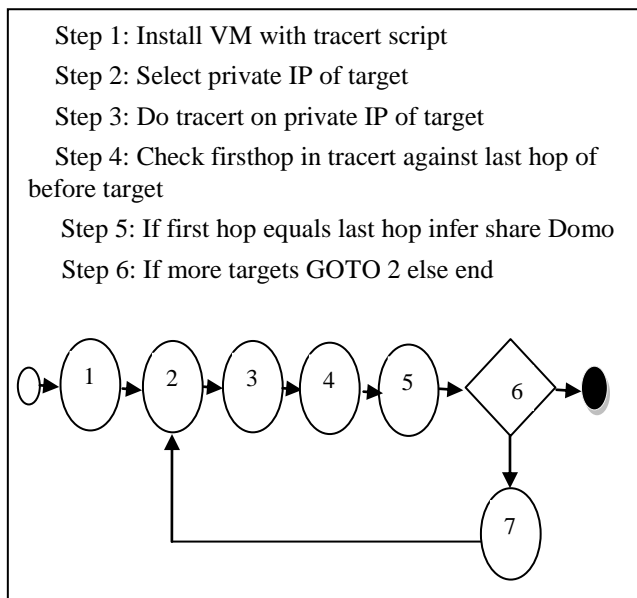 Step 1: Install VM with tracert script
Step 2: Select private IP of target
Step 3: Do tracert on private IP of target
Step 4: Check firsthop in tracert against last hop of
before target
Step 5: If first hop equals last hop infer share Domo
Step 6: If more targets GOTO 2 else end
1 2 3 4 5 6
7